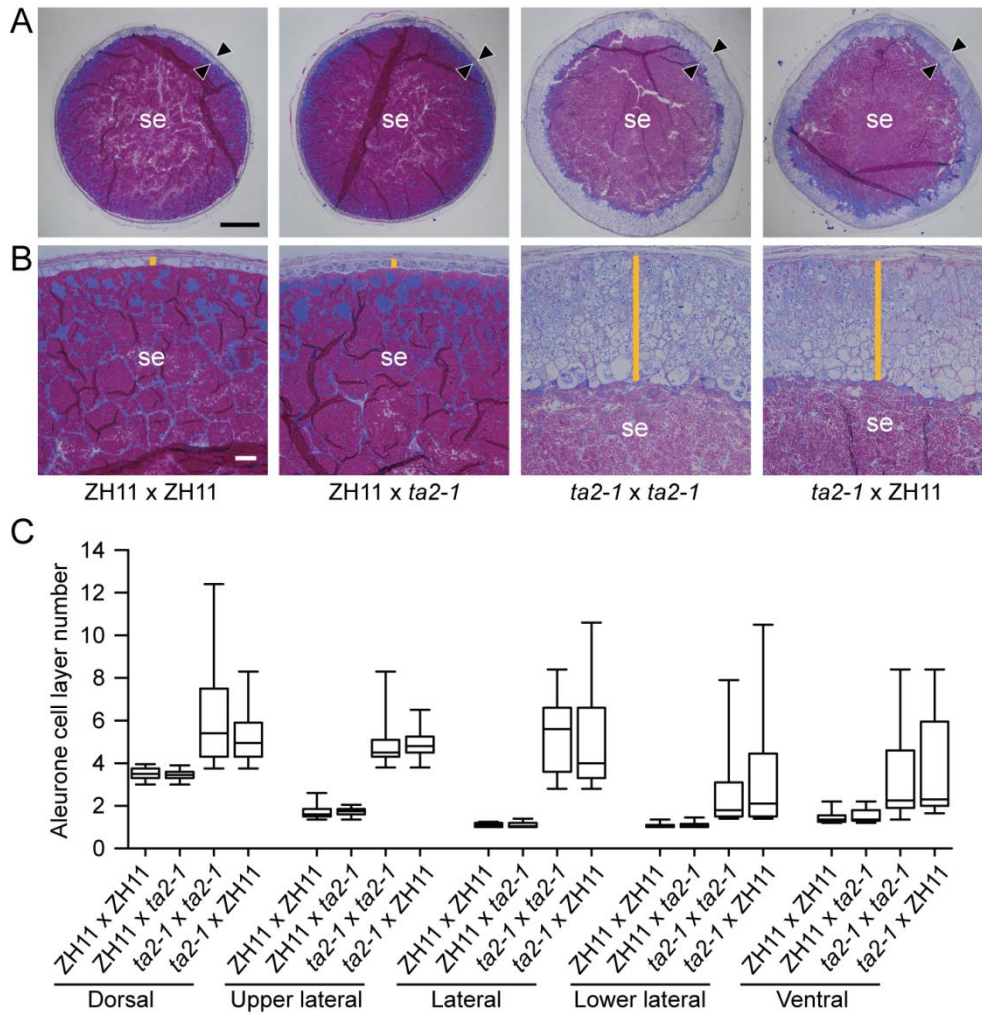 A
se se se se
B
se se se se
ZH11 x ZH11 ZH11 x ta2-1 ta2-1 x ta2-1 ta2-1 x ZH11
C
Aleurone cell layer number
14
12
10
8
6
4
2
0
ZH11 x ZH11
ZH11 x ta2-1
ta2-1 x ta2-1
ta2-1 x ZH11
ZH11 x ZH11
ZH11 x ta2-1
ta2-1 x ta2-1
ta2-1 x ZH11
ZH11 x ZH11
ZH11 x ta2-1
ta2-1 x ta2-1
ta2-1 x ZH11
ZH11 x ZH11
ZH11 x ta2-1
ta2-1 x ta2-1
ta2-1 x ZH11
ZH11 x ZH11
ZH11 x ta2-1
ta2-1 x ta2-1
ta2-1 x ZH11
Dorsal Upper lateral Lateral Lower lateral Ventral